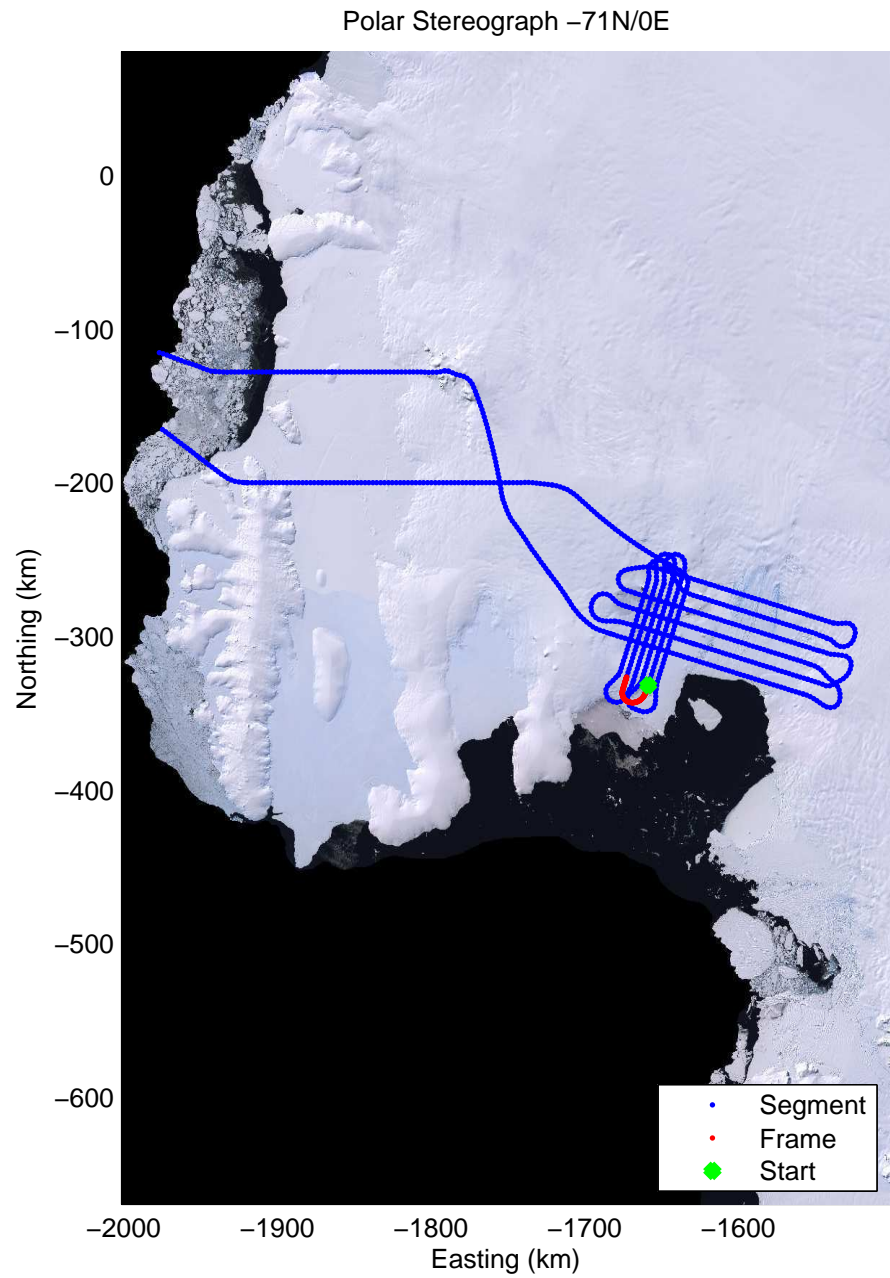 Polar Stereograph −71N/0E
0
−100
−200
−300
−400
−500
−600
Northing (km)
Segment
Frame
Start
−2000 −1900 −1800 −1700 −1600
Easting (km)